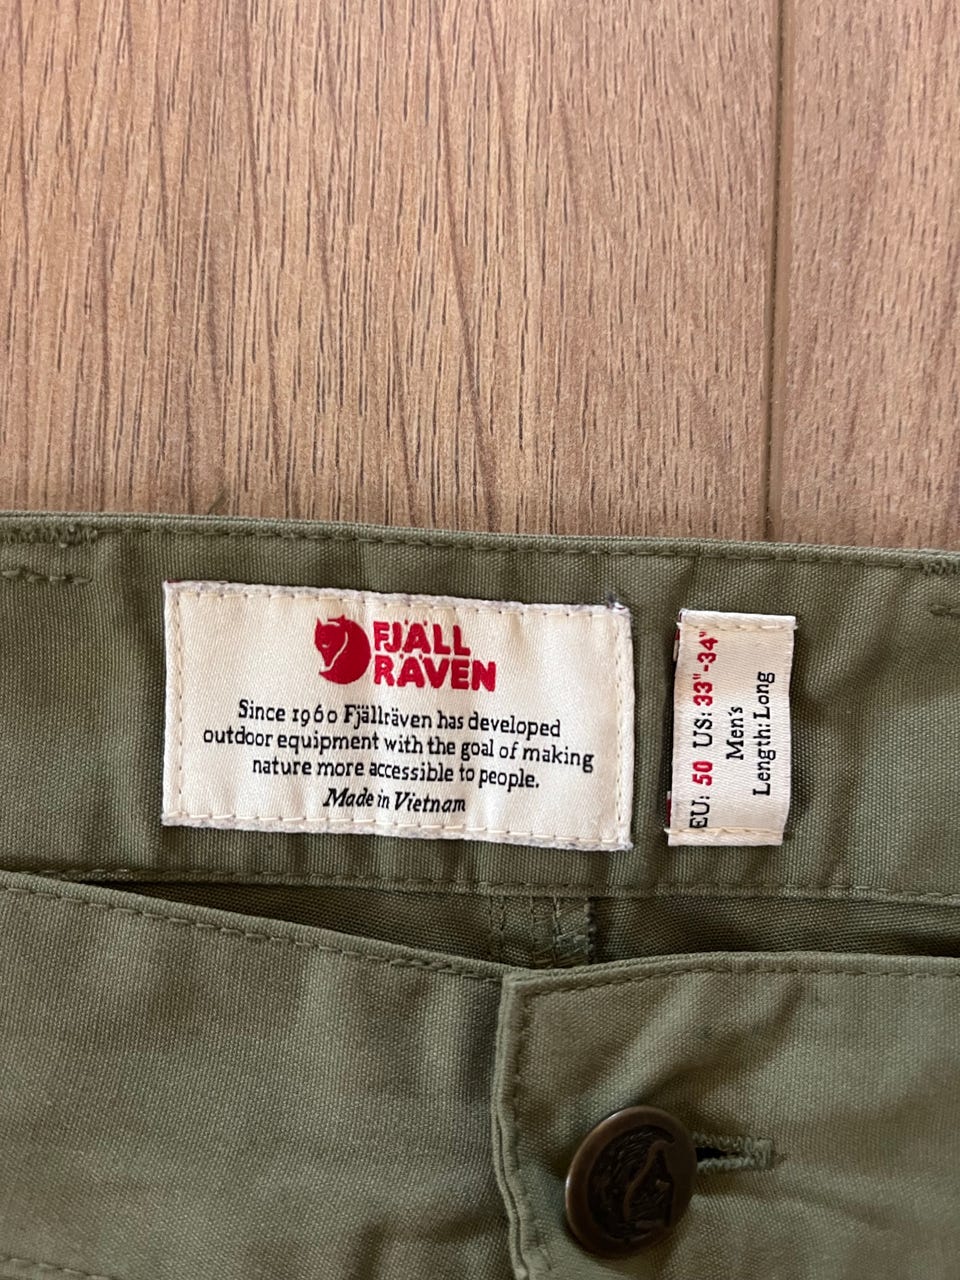 FJÄLL
RÄVEN
Since 1960 Fjällräven has developed
outdoor equipment with the goal of making
nature more accessible to people.
Made in Vietnam
EU: 50 US: 33"-34"
Men's
Length: Long